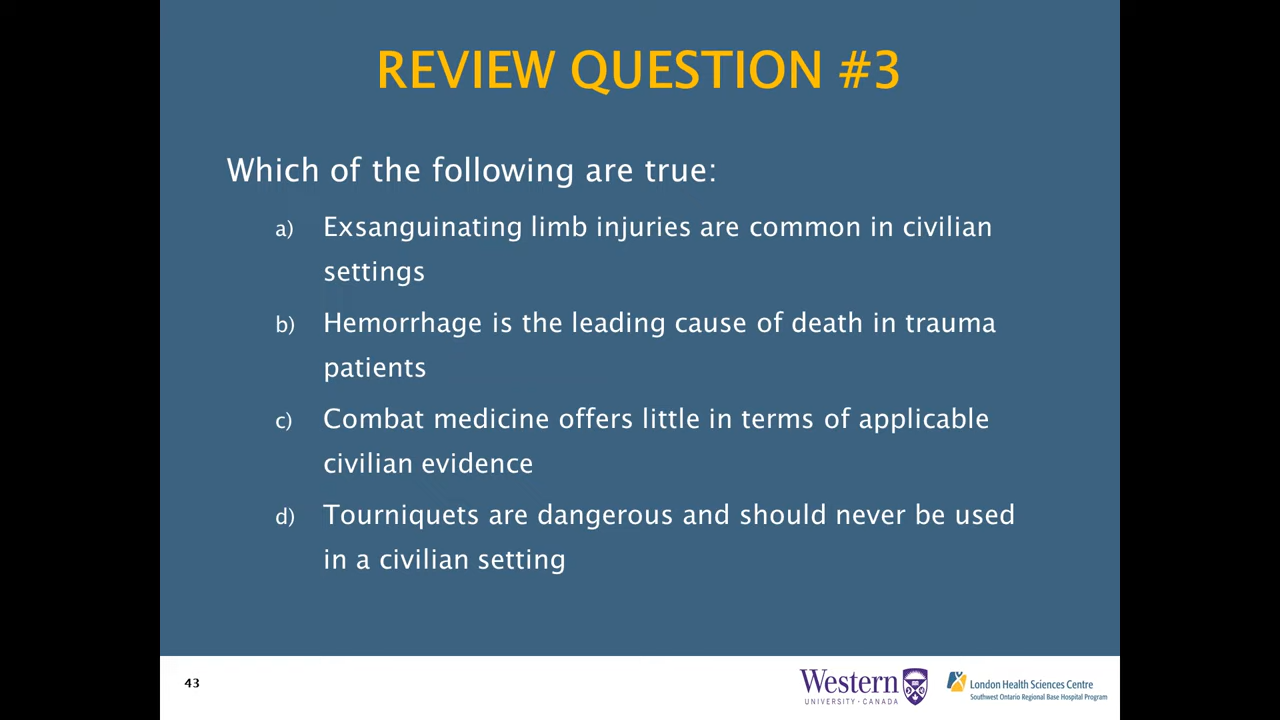 REVIEW QUESTION #3
Which of the following are true:
a) Exsanguinating limb injuries are common in civilian
settings
b) Hemorrhage is the leading cause of death in trauma
patients
c) Combat medicine offers little in terms of applicable
civilian evidence
d) Tourniquets are dangerous and should never be used
in a civilian setting
43
Western
UNIVERSITY · CANADA
London Health Sciences Centre
Southwest Ontario Regional Base Hospital Program